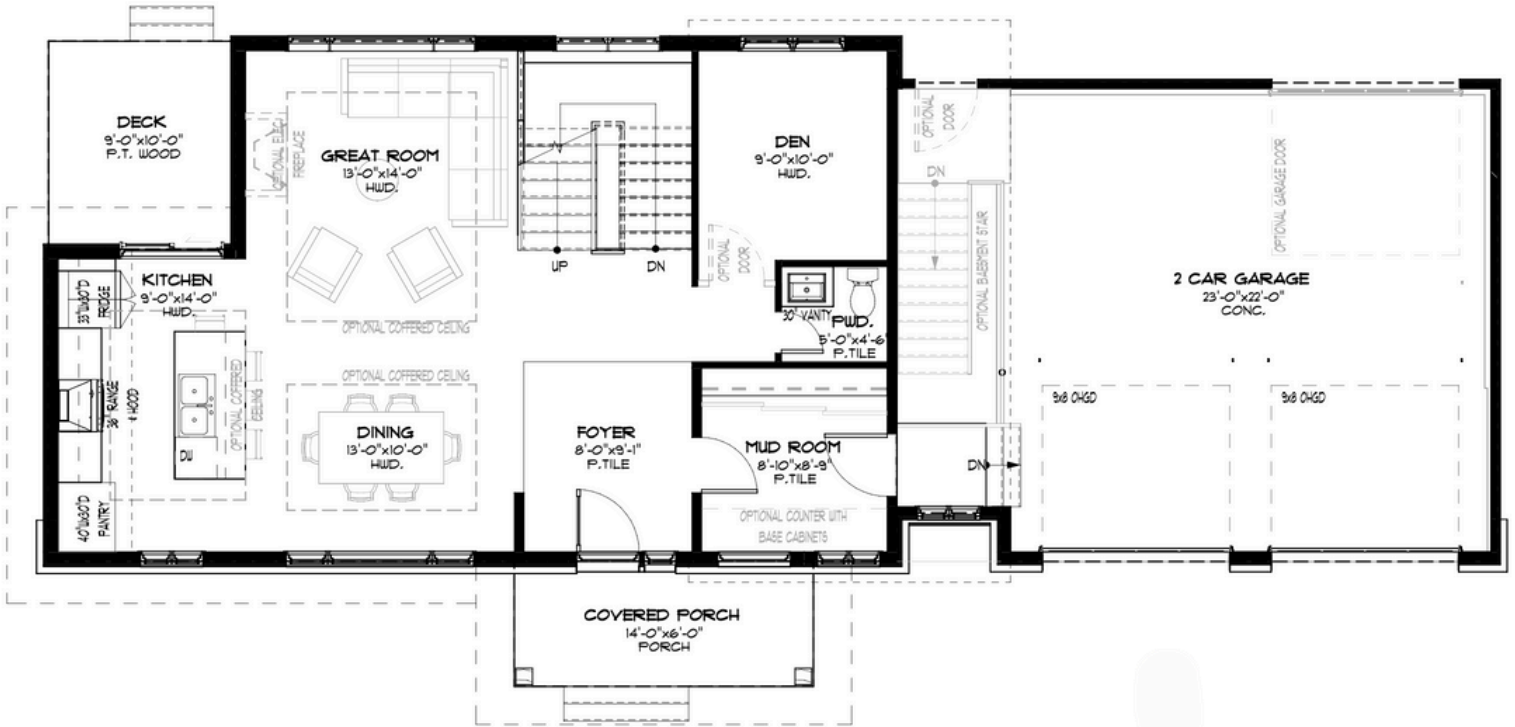 DECK
9'-0"x10'-0"
P.T. WOOD
OPTIONAL ELEC.
FIREPLACE
GREAT ROOM
13'-0"x14'-0"
HWD.
UP
DN
DEN
9'-0"x10'-0"
HWD.
OPTIONAL
DOOR
OPTIONAL
DOOR
DN
OPTIONAL BASEMENT STAIR
OPTIONAL GARAGE DOOR
2 CAR GARAGE
23'-0"x22'-0"
CONC.
9x8 OHGD
9x8 OHGD
KITCHEN
9'-0"x14'-0"
HWD.
33"Wx30"D
FRIDGE
36" RANGE
& HOOD
40"Wx30"D
PANTRY
DW
OPTIONAL COFFERED
CEILING
OPTIONAL COFFERED CEILING
OPTIONAL COFFERED CEILING
DINING
13'-0"x10'-0"
HWD.
30" VANITY
PWD.
5'-0"x4'-6"
P.TILE
FOYER
8'-0"x9'-1"
P.TILE
MUD ROOM
8'-10"x8'-9"
P.TILE
DN
OPTIONAL COUNTER WITH
BASE CABINETS
COVERED PORCH
14'-0"x6'-0"
PORCH